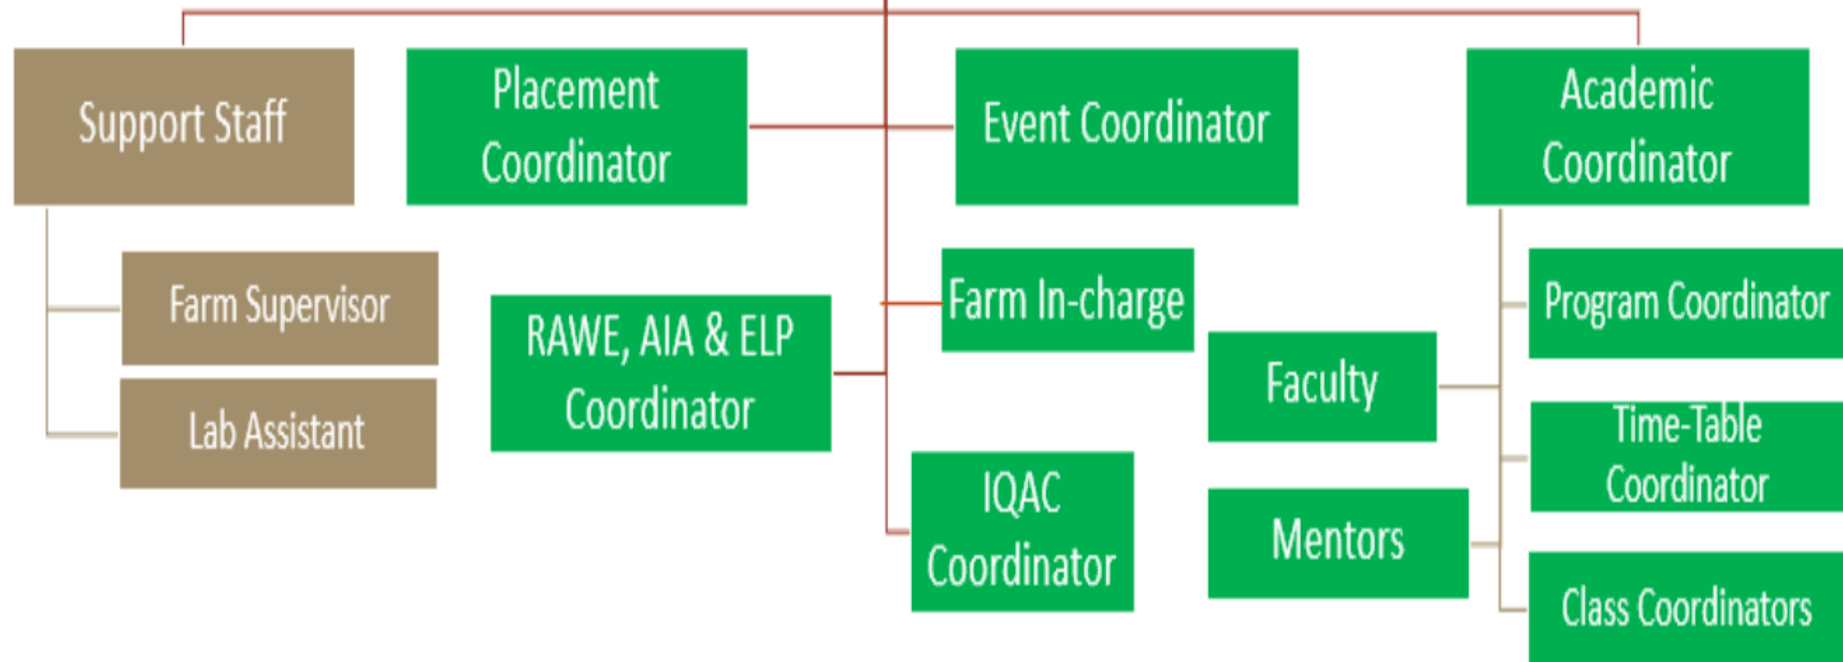 Support Staff
Placement
Coordinator
Event Coordinator
Academic
Coordinator
Farm Supervisor
Lab Assistant
RAWE, AIA & ELP
Coordinator
Farm In-charge
IQAC
Coordinator
Faculty
Mentors
Program Coordinator
Time-Table
Coordinator
Class Coordinators